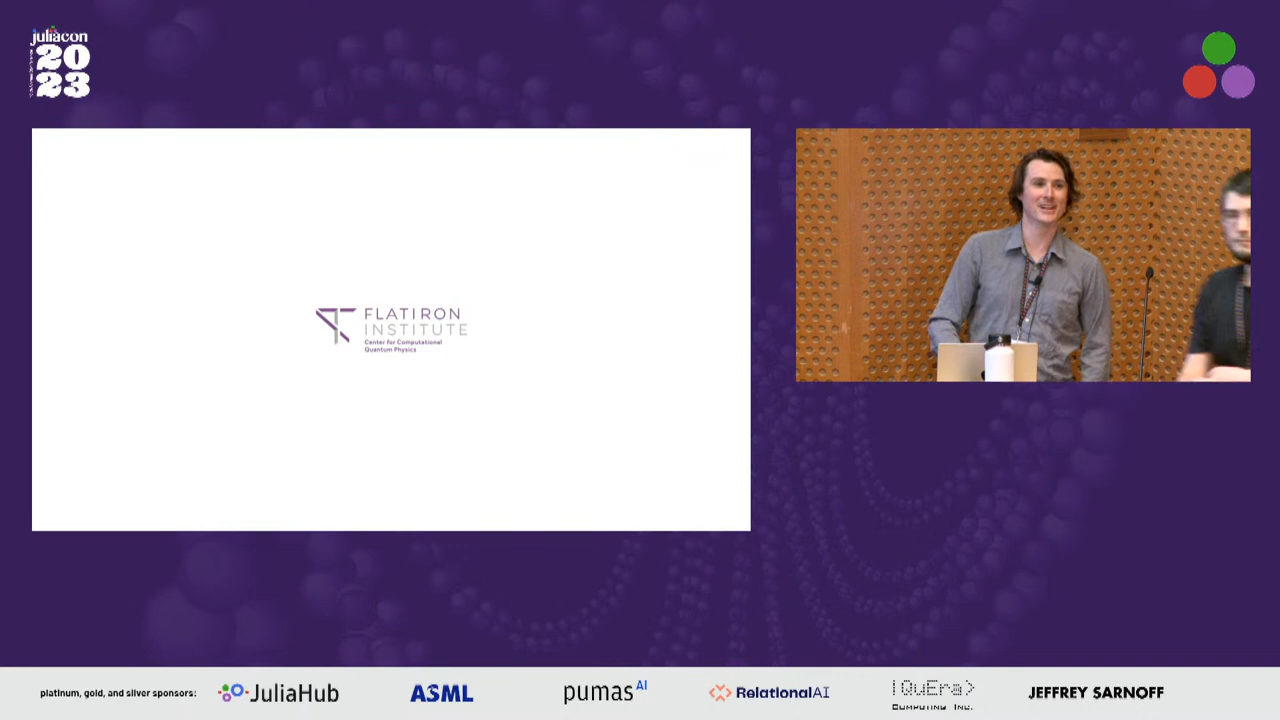 juliacon
20
23
FLATIRON
INSTITUTE
Center for Computational
Quantum Physics
platinum, gold, and silver sponsors:
JuliaHub
ASML
pumas AI
RelationalAI
|QuEra>
Computing Inc.
JEFFREY SARNOFF